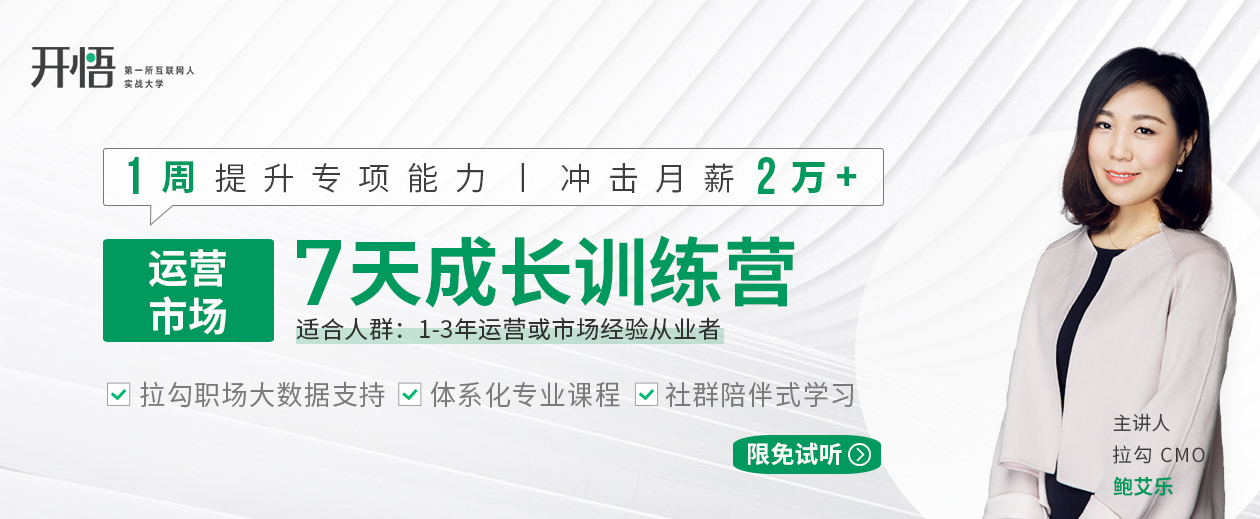 开悟
第一所互联网人
实战大学
1周提升专项能力丨冲击月薪2万+
运营
市场
7天成长训练营
适合人群：1-3年运营或市场经验从业者
拉勾职场大数据支持 体系化专业课程 社群陪伴式学习
限免试听
主讲人
拉勾 CMO
鲍艾乐